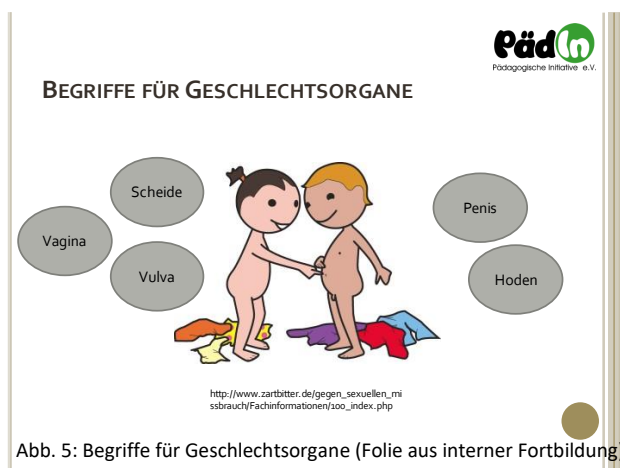 PädIn
Pädagogische Initiative e.V.
BEGRIFFE FÜR GESCHLECHTSORGANE
Scheide
Vagina
Vulva
Penis
Hoden
http://www.zartbitter.de/gegen_sexuellen_mi
ssbrauch/Fachinformationen/100_index.php
Abb. 5: Begriffe für Geschlechtsorgane (Folie aus interner Fortbildung)